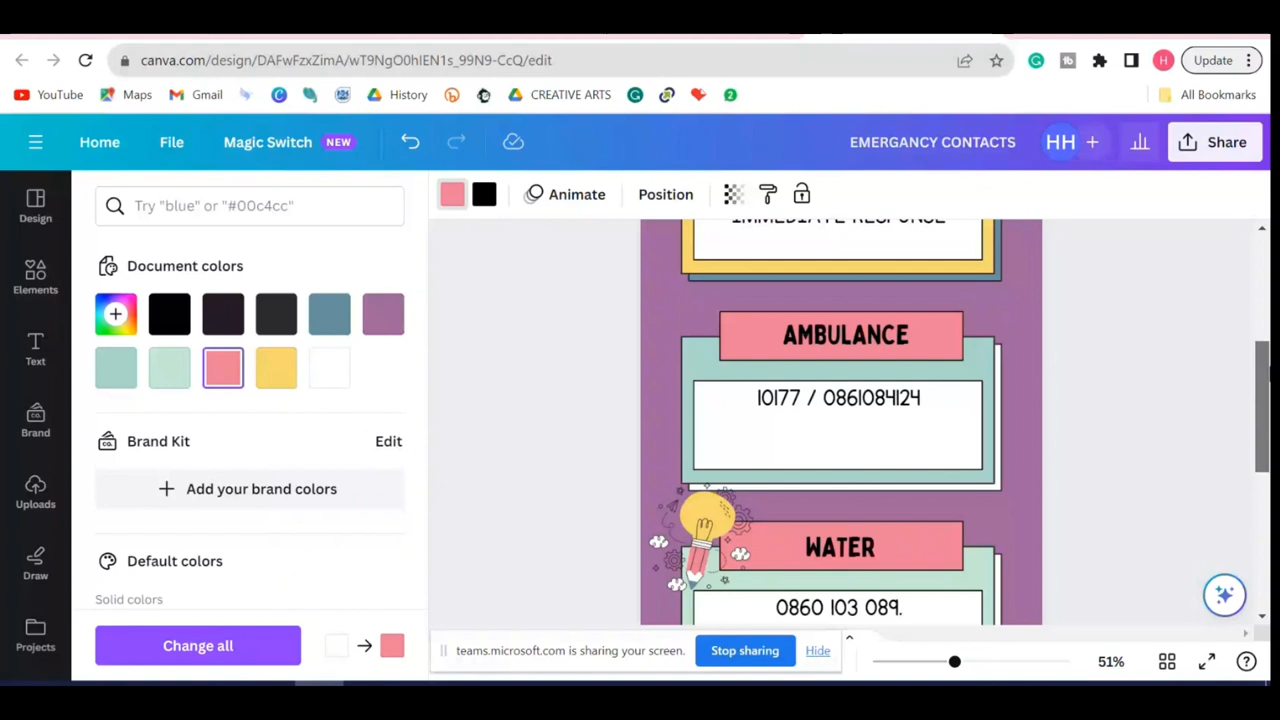 canva.com/design/DAFwFzxZimA/wT9NgO0hIEN1s_99N9-CcQ/edit
H
Update
YouTube
Maps
Gmail
History
CREATIVE ARTS
2
All Bookmarks
Home
File
Magic Switch
NEW
EMERGANCY CONTACTS
HH
Share
Design
Elements
Text
Brand
Uploads
Draw
Projects
Try "blue" or "#00c4cc"
Document colors
Brand Kit
Edit
Add your brand colors
Default colors
Solid colors
Change all
Animate
Position
IMMEDIATE RESPONSE
AMBULANCE
10177 / 0861084124
WATER
0860 103 089.
teams.microsoft.com is sharing your screen.
Stop sharing
Hide
51%